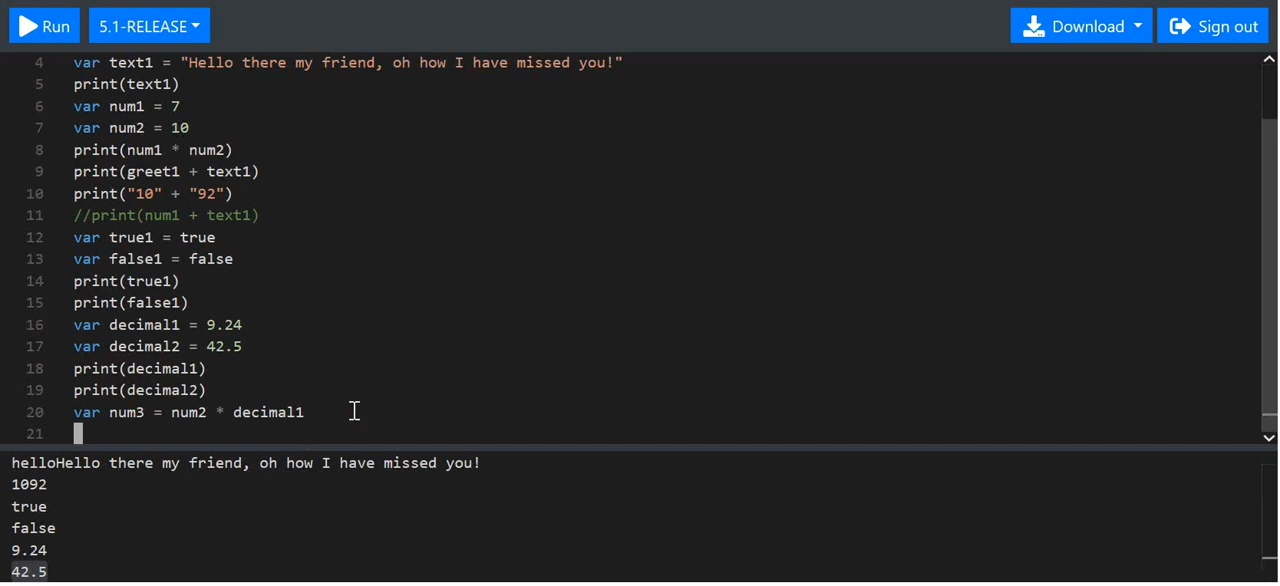 Run 5.1-RELEASE Download Sign out
4 var text1 = "Hello there my friend, oh how I have missed you!"
5 print(text1)
6 var num1 = 7
7 var num2 = 10
8 print(num1 * num2)
9 print(greet1 + text1)
10 print("10" + "92")
11 //print(num1 + text1)
12 var true1 = true
13 var false1 = false
14 print(true1)
15 print(false1)
16 var decimal1 = 9.24
17 var decimal2 = 42.5
18 print(decimal1)
19 print(decimal2)
20 var num3 = num2 * decimal1
21
helloHello there my friend, oh how I have missed you!
1092
true
false
9.24
42.5